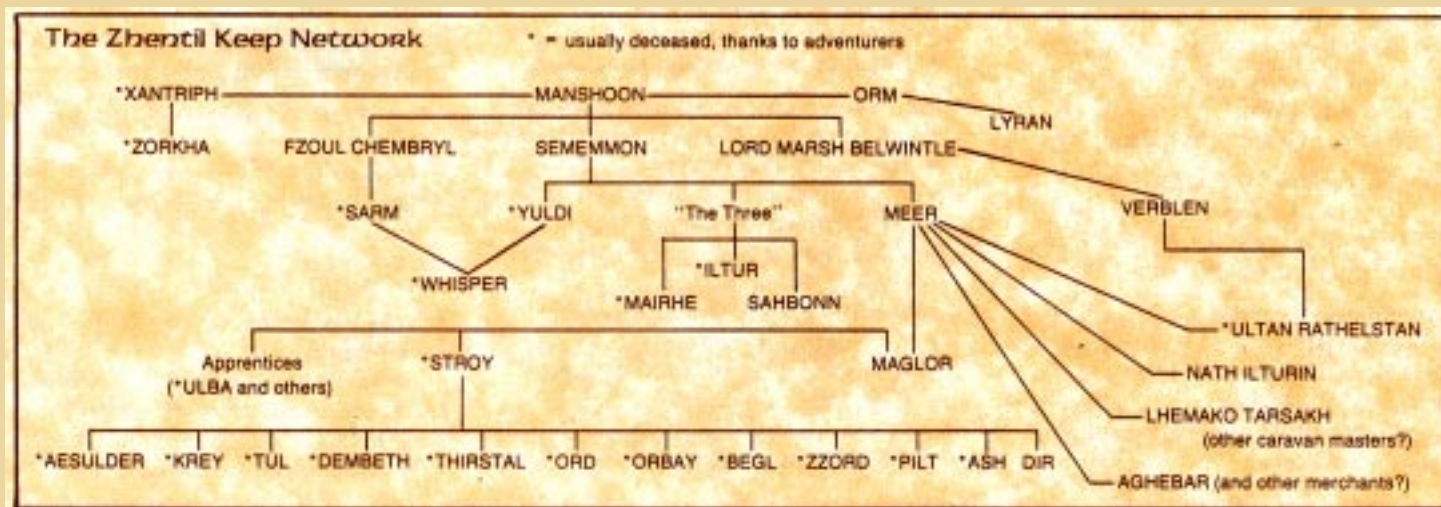 The Zhentil Keep Network * = usually deceased, thanks to adventurers
*XANTRIPH MANSHOON ORM
LYRAN
*ZORKHA FZOUL CHEMBRYL SEMEMMON LORD MARSH BELWINTLE
*SARM *YULDI "The Three" MEER VERBLEN
*WHISPER *ILTUR
*MAIRHE SAHBONN
*ULTAN RATHELSTAN
Apprentices *STROY MAGLOR
(*ULBA and others)
NATH ILTURIN
LHEMAKO TARSAKH
(other caravan masters?)
*AESULDER *KREY *TUL *DEMBETH *THIRSTAL *ORD *ORBAY *BEGL *ZZORD *PILT *ASH DIR
AGHEBAR (and other merchants?)